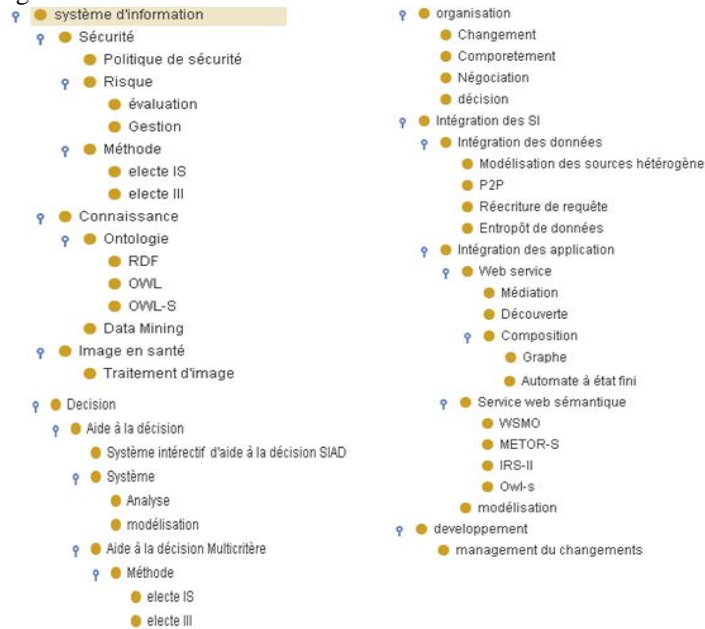 système d'information
Sécurité
Politique de sécurité
Risque
évaluation
Gestion
Méthode
electe IS
electe III
Connaissance
Ontologie
RDF
OWL
OWL-S
Data Mining
Image en santé
Traitement d'image
Decision
Aide à la décision
Système intérectif d'aide à la décision SIAD
Système
Analyse
modélisation
Aide à la décision Multicritère
Méthode
electe IS
electe III
organisation
Changement
Comporetement
Négociation
décision
Intégration des SI
Intégration des données
Modélisation des sources hétérogène
P2P
Réecriture de requête
Entropôt de données
Intégration des application
Web service
Médiation
Découverte
Composition
Graphe
Automate à état fini
Service web sémantique
WSMO
METOR-S
IRS-II
Owl-s
modélisation
developpement
management du changements